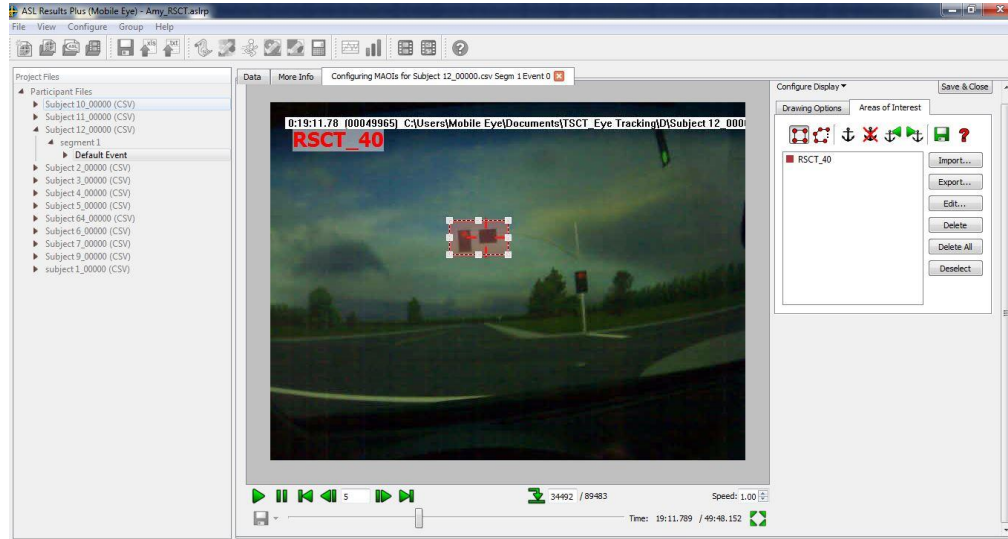 ASL Results Plus (Mobile Eye) - Amy_RSCT.aslrp
File View Configure Group Help
Project Files
Participant Files
Subject 10_00000 (CSV)
Subject 11_00000 (CSV)
Subject 12_00000 (CSV)
segment 1
Default Event
Subject 2_00000 (CSV)
Subject 3_00000 (CSV)
Subject 4_00000 (CSV)
Subject 5_00000 (CSV)
Subject 64_00000 (CSV)
Subject 6_00000 (CSV)
Subject 7_00000 (CSV)
Subject 9_00000 (CSV)
subject 1_00000 (CSV)
Data More Info Configuring MAOIs for Subject 12_00000.csv Segm 1 Event 0
0:19:11.78 (00049965) C:\Users\Mobile Eye\Documents\TSCT_Eye Tracking\D\Subject 12_000
RSCT_40
5 34492 / 89483 Speed: 1.00
Time: 19:11.789 / 49:48.152
Configure Display Save & Close
Drawing Options Areas of Interest
RSCT_40
Import...
Export...
Edit...
Delete
Delete All
Deselect